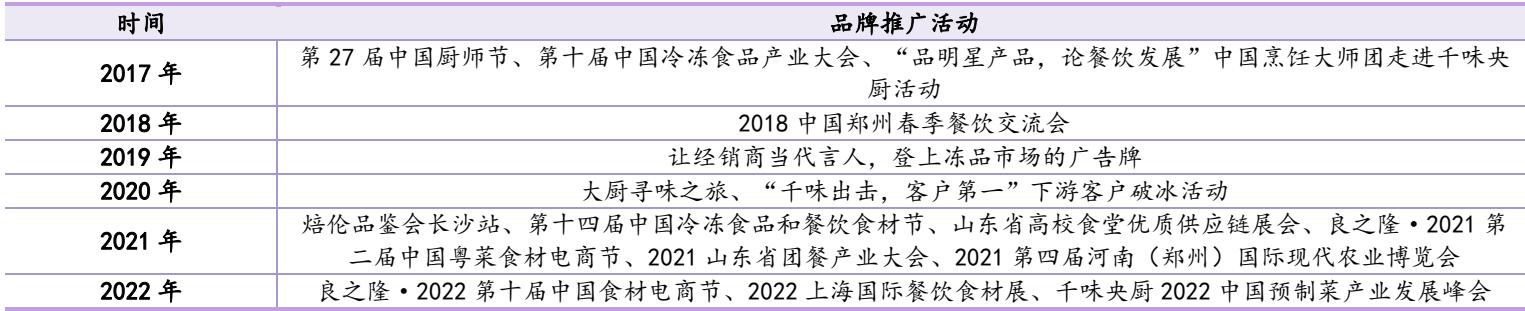 时间 品牌推广活动
2017 年 第 27 届中国厨师节、第十届中国冷冻食品产业大会、“品明星产品，论餐饮发展”中国烹饪大师团走进千味央
厨活动
2018 年 2018 中国郑州春季餐饮交流会
2019 年 让经销商当代言人，登上冻品市场的广告牌
2020 年 大厨寻味之旅、“千味出击，客户第一”下游客户破冰活动
2021 年 焙伦品鉴会长沙站、第十四届中国冷冻食品和餐饮食材节、山东省高校食堂优质供应链展会、良之隆·2021 第
二届中国粤菜食材电商节、2021 山东省团餐产业大会、2021 第四届河南（郑州）国际现代农业博览会
2022 年 良之隆·2022 第十届中国食材电商节、2022 上海国际餐饮食材展、千味央厨 2022 中国预制菜产业发展峰会